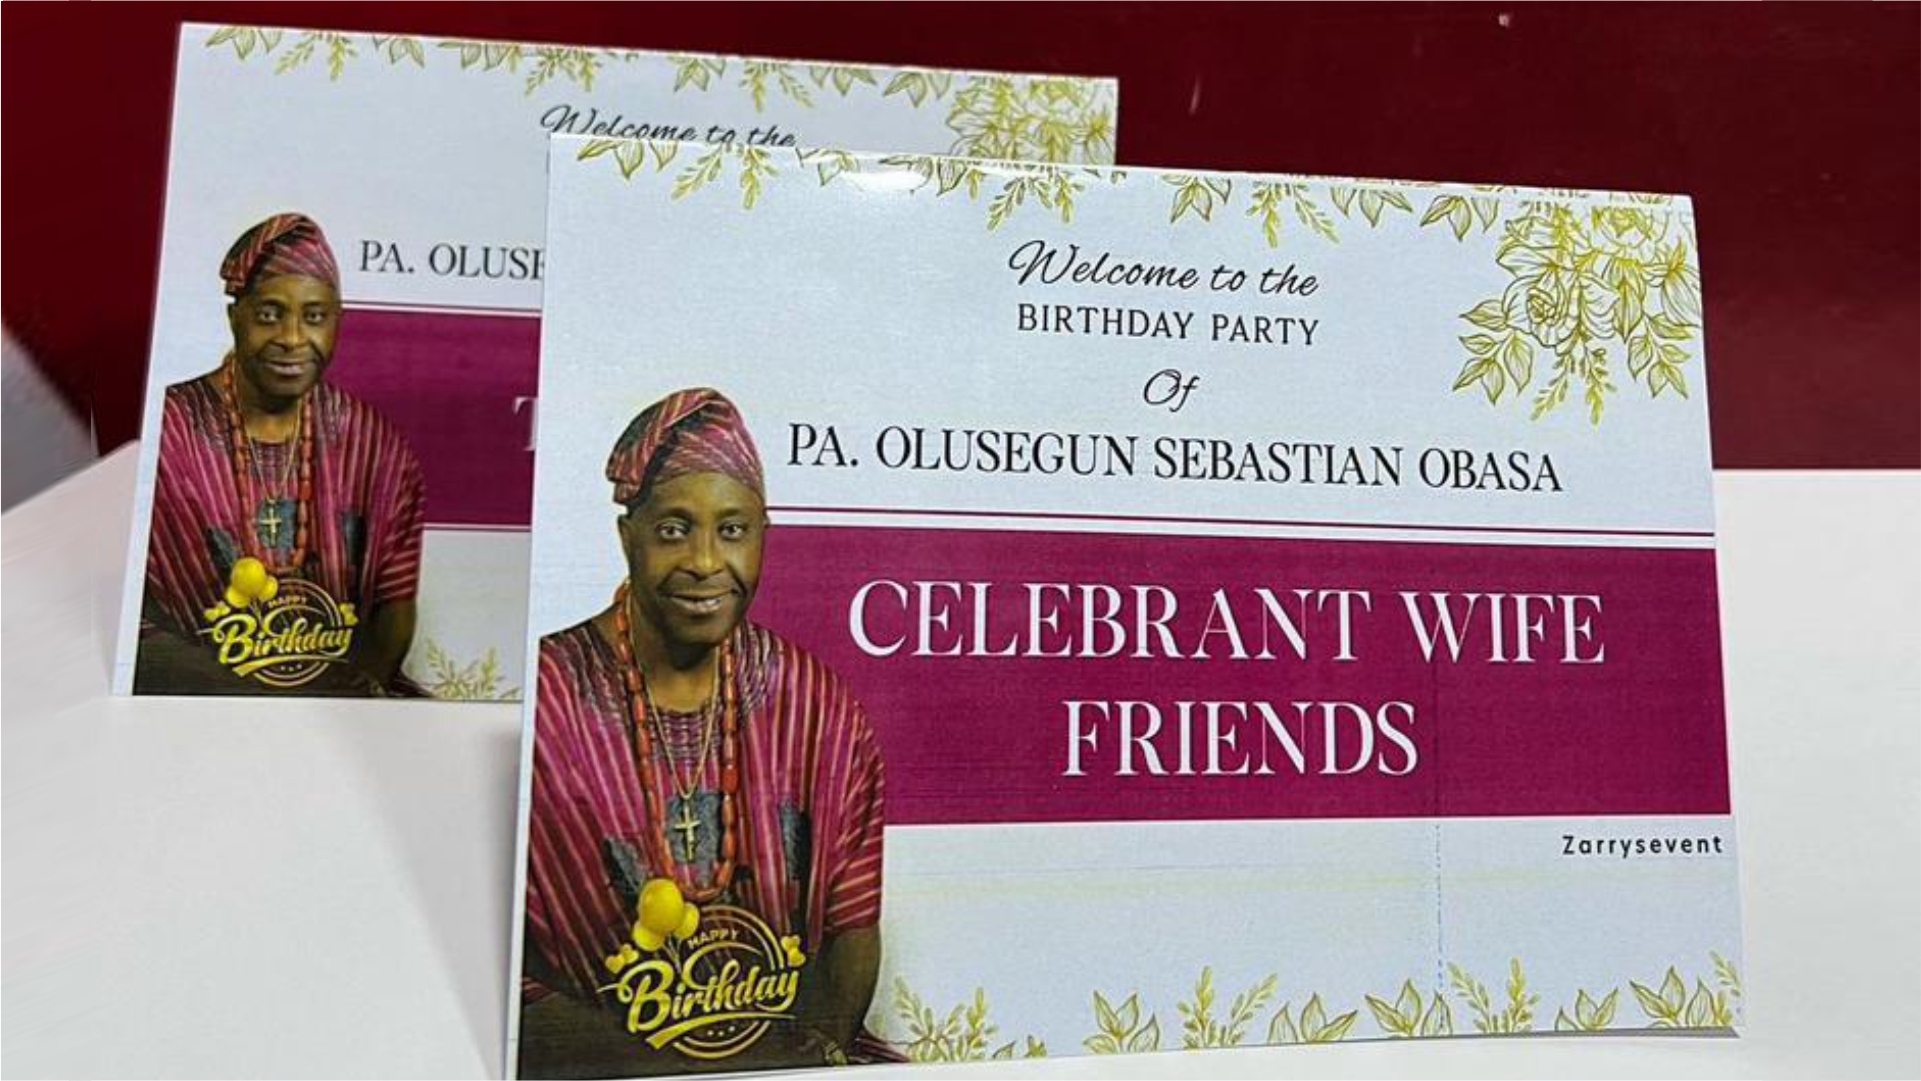 Welcome to the
PA.
Welcome to the
BIRTHDAY PARTY
Of
PA. OLUSEGUN SEBASTIAN OBASA
CELEBRANT WIFE
FRIENDS
Zarrysevent
HAPPY
Birthday
HAPPY
Birthday